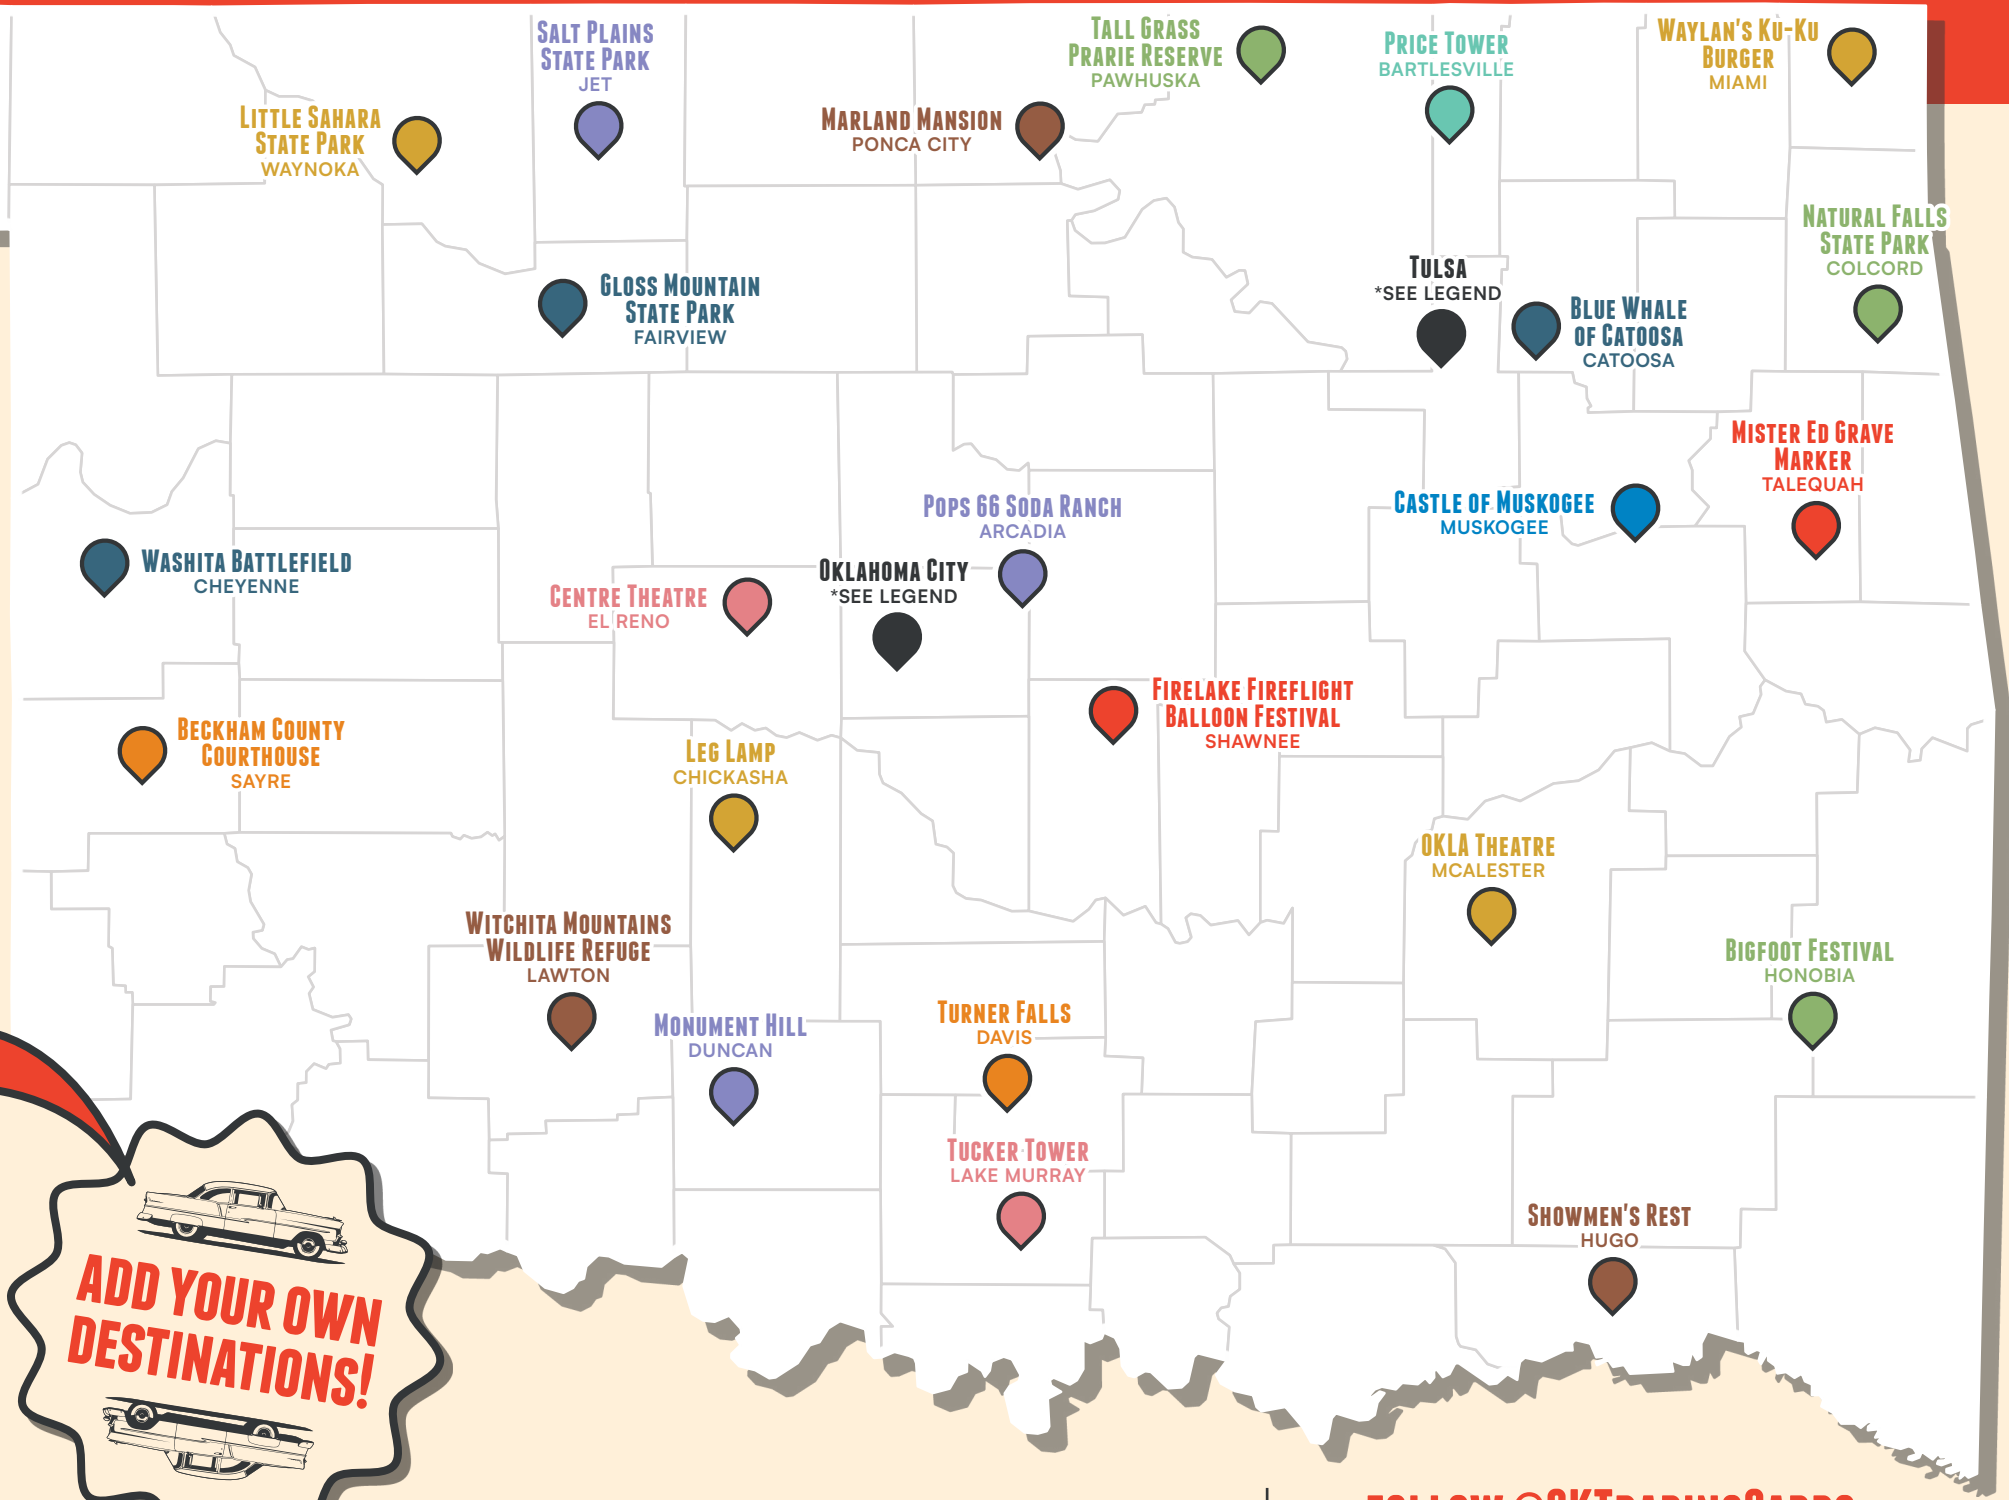 SALT PLAINS
STATE PARK
JET
TALL GRASS
PRARIE RESERVE
PAWHUSKA
PRICE TOWER
BARTLESVILLE
WAYLAN'S KU-KU
BURGER
MIAMI
LITTLE SAHARA
STATE PARK
WAYNOKA
MARLAND MANSION
PONCA CITY
NATURAL FALLS
STATE PARK
COLCORD
GLOSS MOUNTAIN
STATE PARK
FAIRVIEW
TULSA
*SEE LEGEND
BLUE WHALE
OF CATOOSA
CATOOSA
MISTER ED GRAVE
MARKER
TALEQUAH
POPS 66 SODA RANCH
ARCADIA
CASTLE OF MUSKOGEE
MUSKOGEE
WASHITA BATTLEFIELD
CHEYENNE
CENTRE THEATRE
EL RENO
OKLAHOMA CITY
*SEE LEGEND
FIRELAKE FIREFLIGHT
BALLOON FESTIVAL
SHAWNEE
BECKHAM COUNTY
COURTHOUSE
SAYRE
LEG LAMP
CHICKASHA
OKLA THEATRE
MCALESTER
WITCHITA MOUNTAINS
WILDLIFE REFUGE
LAWTON
BIGFOOT FESTIVAL
HONOBIA
MONUMENT HILL
DUNCAN
TURNER FALLS
DAVIS
TUCKER TOWER
LAKE MURRAY
SHOWMEN'S REST
HUGO
ADD YOUR OWN
DESTINATIONS!
FOLLOW @OKTRADINGCARDS